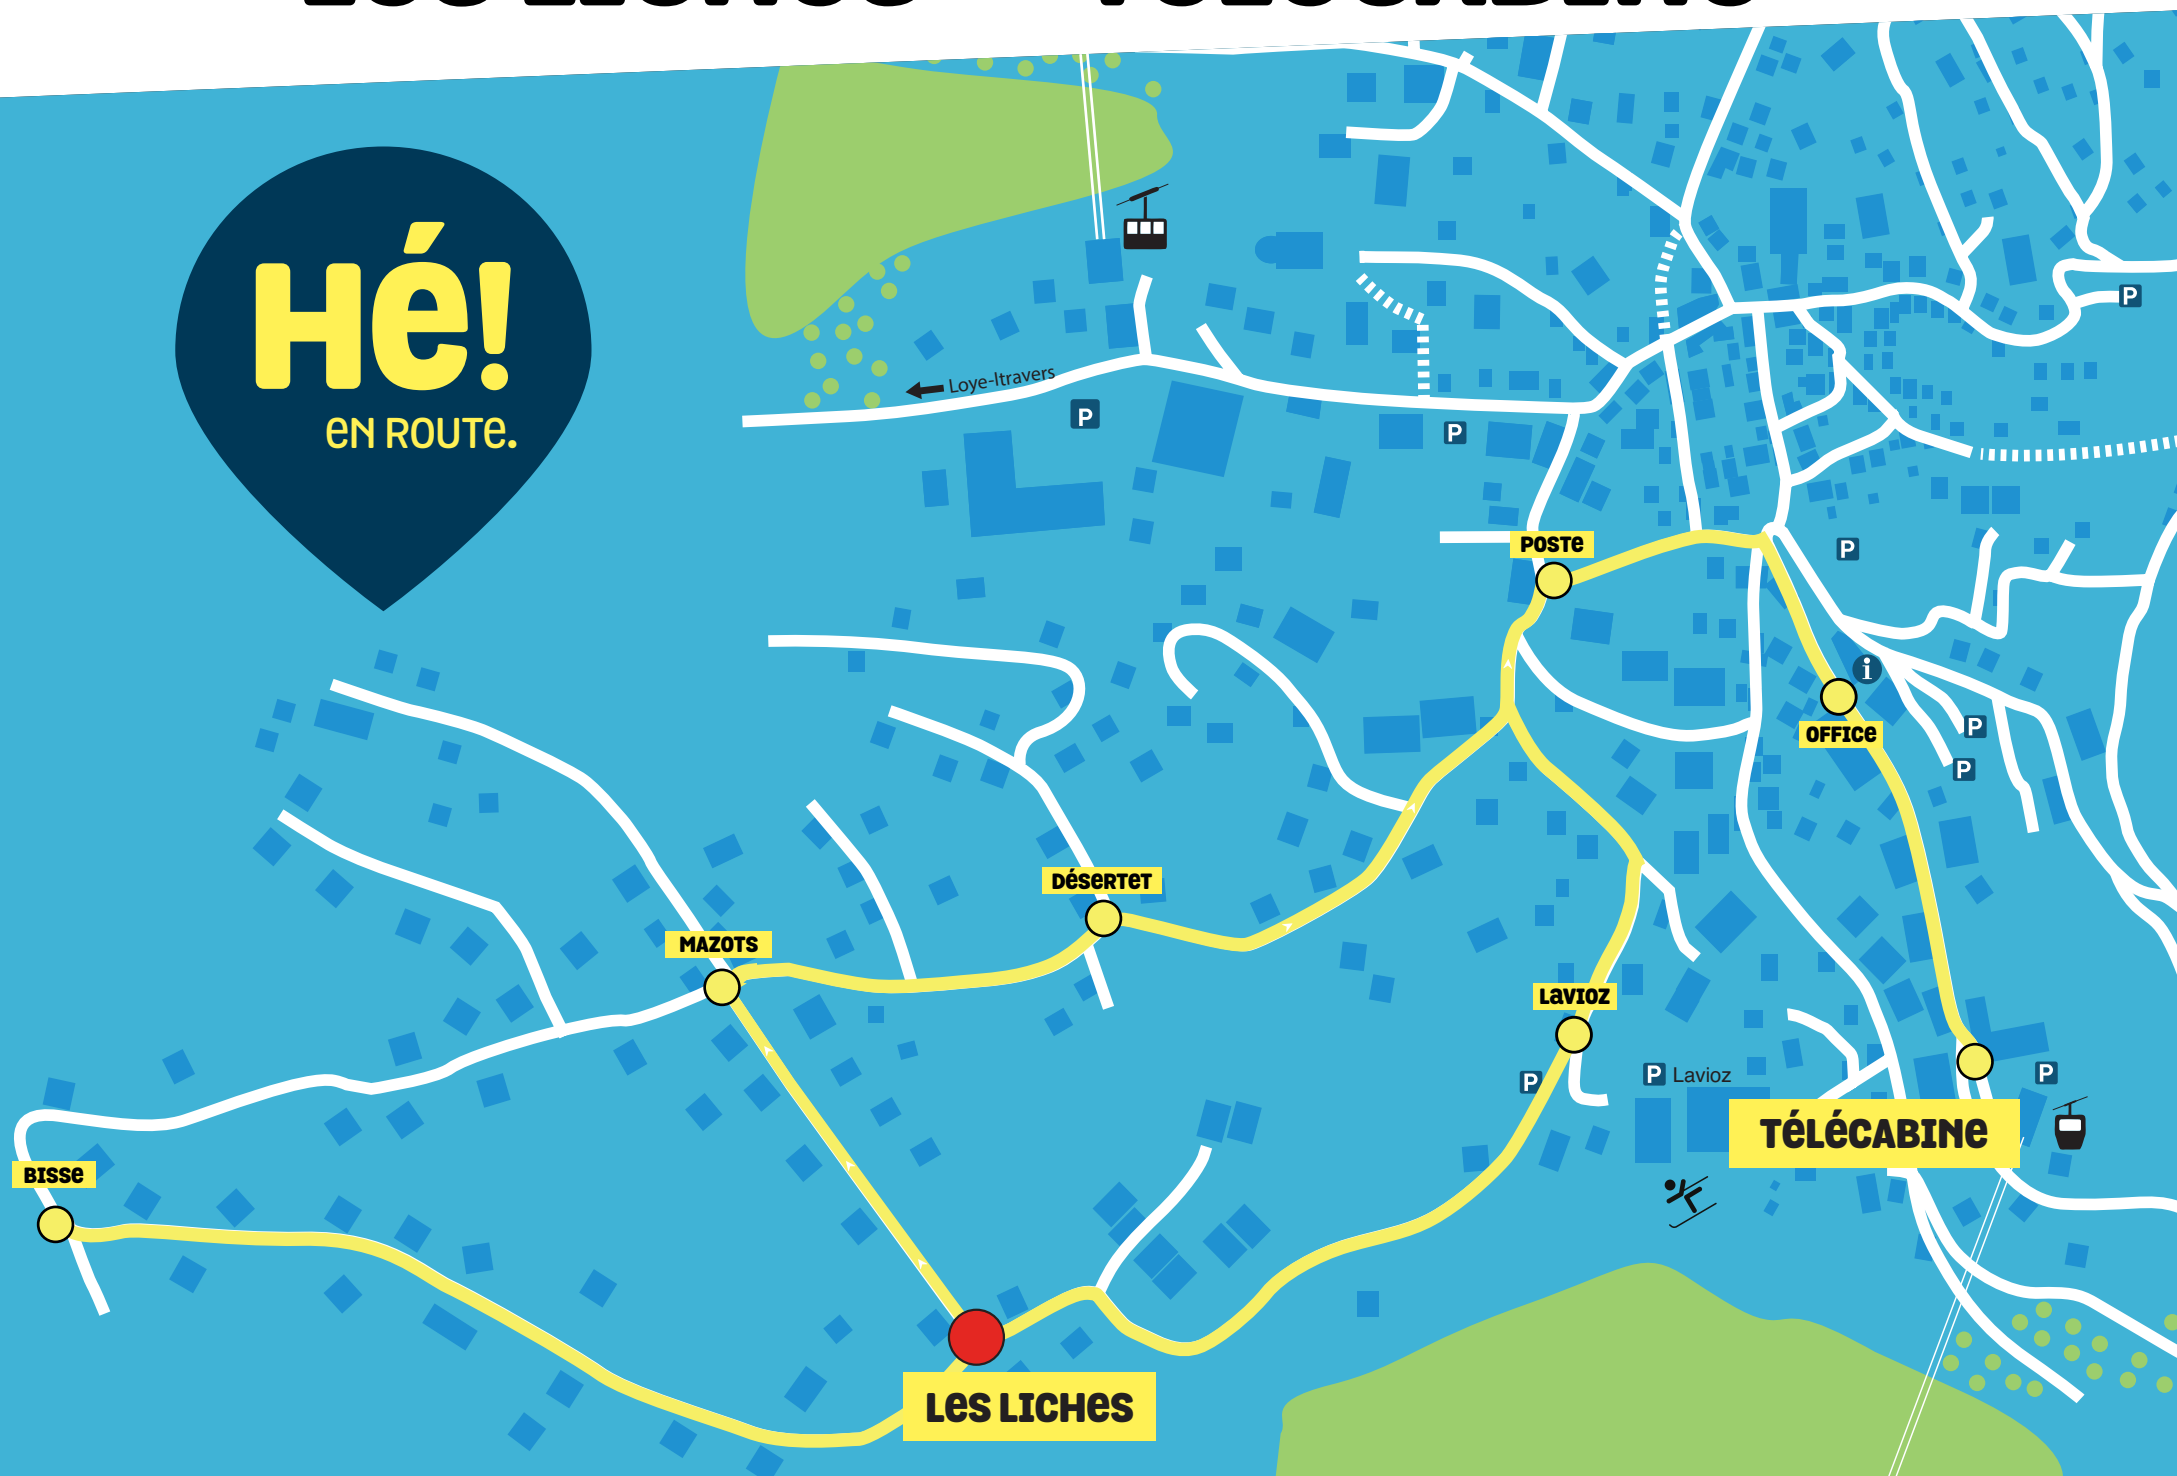 Hé!
en ROUTE.
Loye-Itravers
P
P
P
P
POSTE
i
OFFICE
P
P
DÉSERTET
MAZOTS
LAVIOZ
P
P Lavioz
P
TÉLÉCABINE
BISSE
Les LICHES